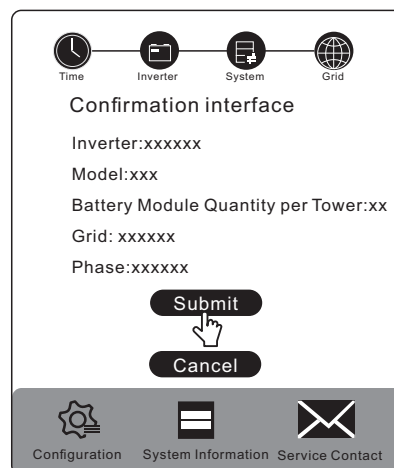 Time Inverter System Grid
Confirmation interface
Inverter:xxxxxx
Model:xxx
Battery Module Quantity per Tower:xx
Grid: xxxxxx
Phase:xxxxxx
Submit
Cancel
Configuration System Information Service Contact